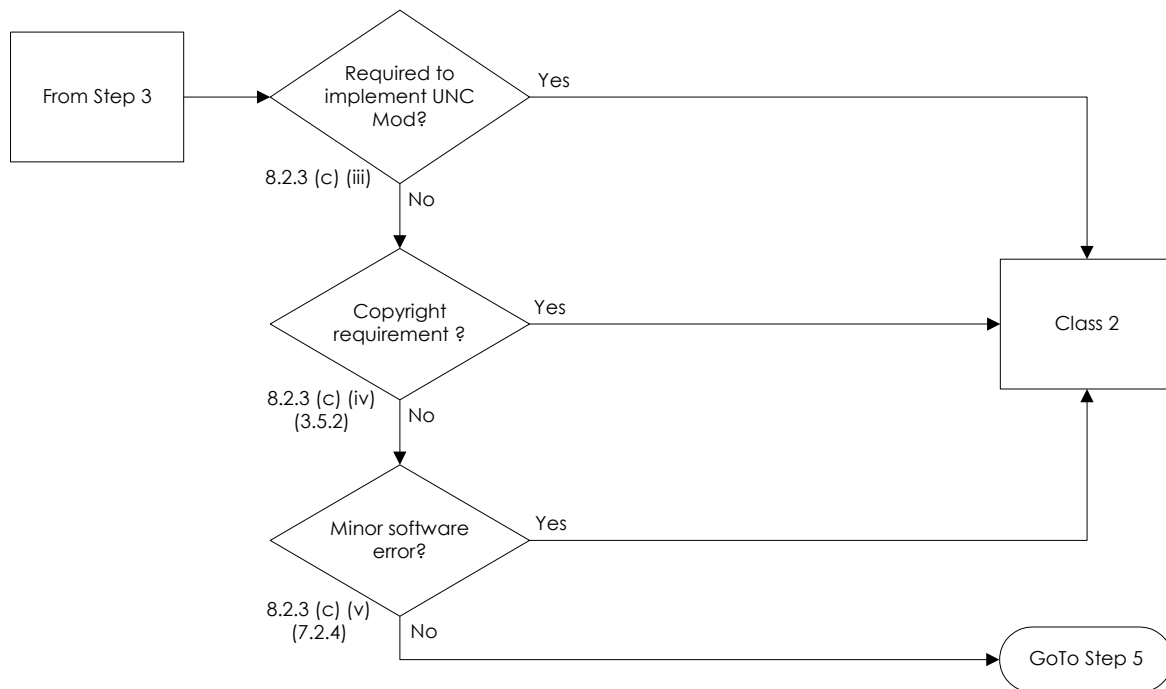 From Step 3
Required to
implement UNC
Mod?
Yes
8.2.3 (c) (iii)
No
Copyright
requirement ?
Yes
Class 2
8.2.3 (c) (iv)
(3.5.2)
No
Minor software
error?
Yes
8.2.3 (c) (v)
(7.2.4)
No
GoTo Step 5